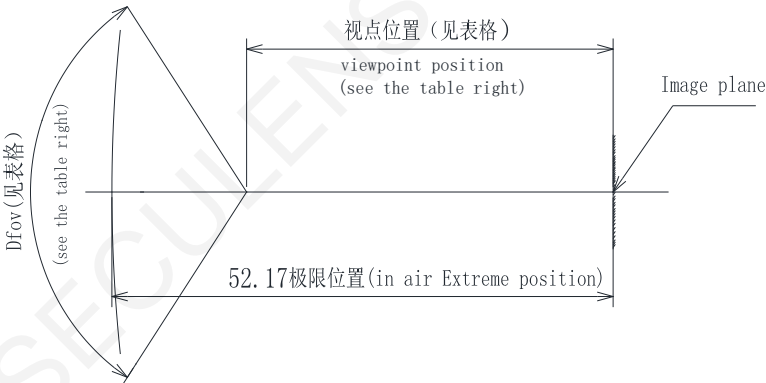 视点位置（见表格）
viewpoint position
(see the table right)
Image plane
Dfov(见表格)
(see the table right)
52.17极限位置(in air Extreme position)
SECULENS